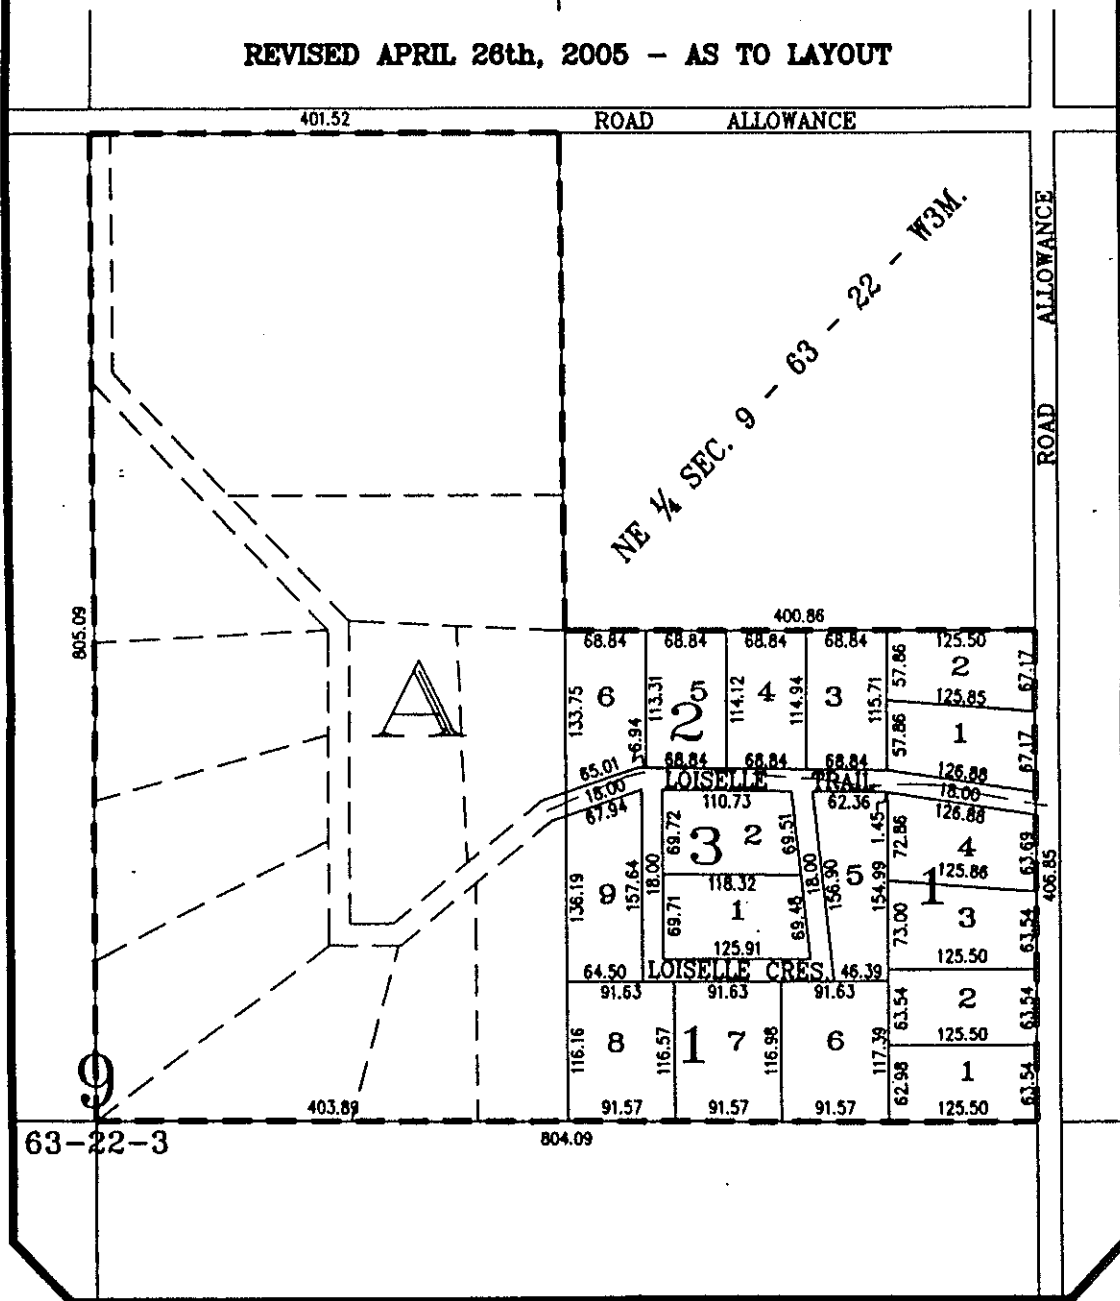 REVISED APRIL 26th, 2005 - AS TO LAYOUT
401.52
ROAD ALLOWANCE
ROAD ALLOWANCE
NE ¼ SEC. 9 - 63 - 22 - W3M.
805.09
400.86
68.84 68.84 68.84 68.84 125.50
133.75 6 113.31 5 114.12 4 114.94 3 115.71 57.86 2 67.17
2
125.85
57.86 1 67.17
A
6.94
68.84 68.84 68.84 126.88
65.01 LOISELLE TRAIL 18.00
18.00
67.94 110.73 62.36 126.88
1.45
136.19 9 157.64 18.00 69.72 3 2 69.51 18.00 156.90 5 154.99 72.86 4 63.69
406.85
118.32 125.86
1
69.71 1 69.48 73.00 3 63.54
125.91 125.50
64.50 LOISELLE CRES. 46.39
91.63 91.63 91.63
63.54 2 63.54
116.16 8 116.57 1 7 116.98 6 117.39
125.50
62.98 1 63.54
9
403.89 91.57 91.57 91.57 125.50
63-22-3 804.09